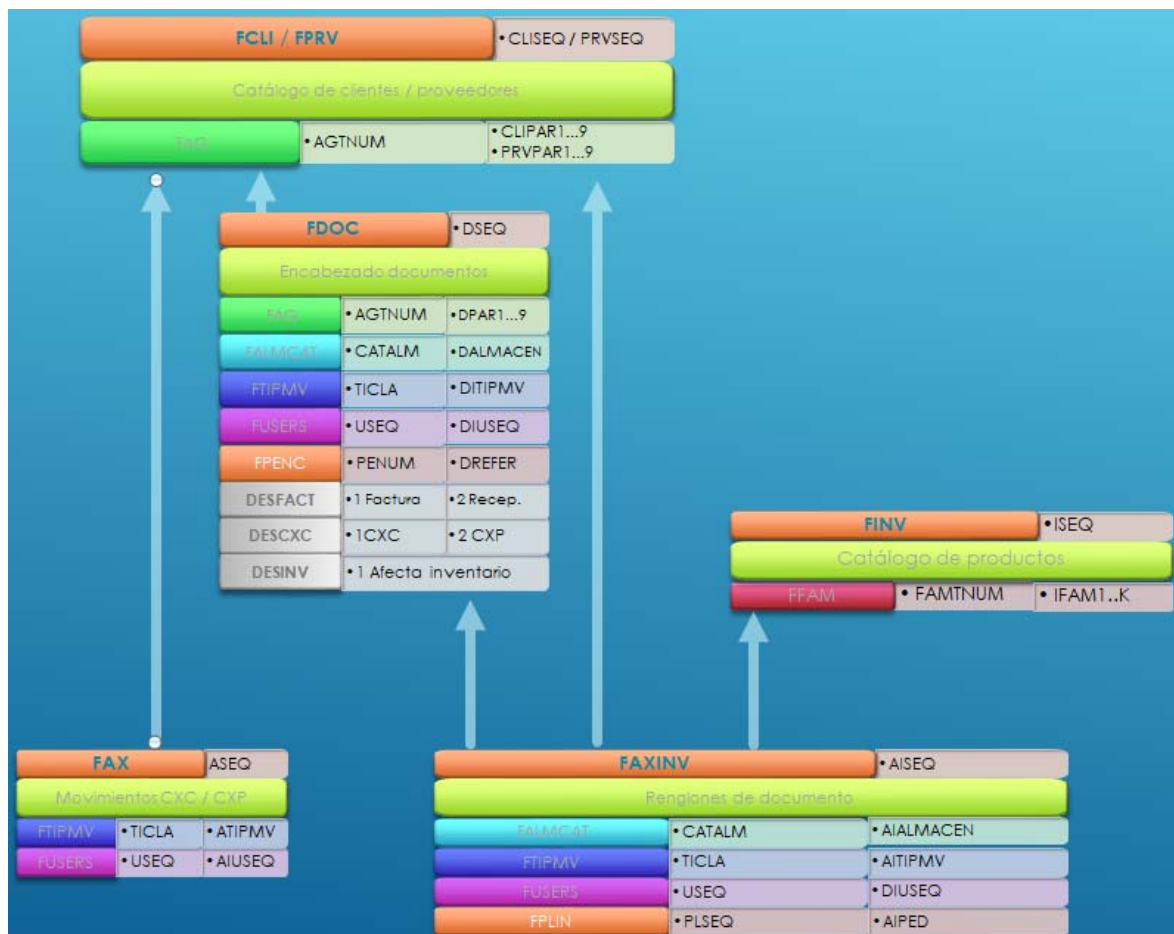 FCLI / FPRV • CLISEQ / PRVSEQ
Catálogo de clientes / proveedores
FAG • AGTNUM • CLIPAR1...9
• PRVPAR1...9
FDOC • DSEQ
Encabezado documentos
FAG • AGTNUM • DPAR1...9
FALMCAT • CATALM • DALMACEN
FTIPMV • TICLA • DITIPMV
FUSERS • USEQ • DIUSEQ
FPENC • PENUM • DREFER
DESFACT • 1 Factura • 2 Recep.
DESCXC • 1CXC • 2 CXP
DESINV • 1 Afecta inventario
FINV • ISEQ
Catálogo de productos
FFAM • FAMTNUM • IFAM1..K
FAX ASEQ
Movimientos CXC / CXP
FTIPMV • TICLA • ATIPMV
FUSERS • USEQ • AIUSEQ
FAXINV • AISEQ
Renglones de documento
FALMCAT • CATALM • AIALMACEN
FTIPMV • TICLA • AITIPMV
FUSERS • USEQ • DIUSEQ
FPLIN • PLSEQ • AIPED